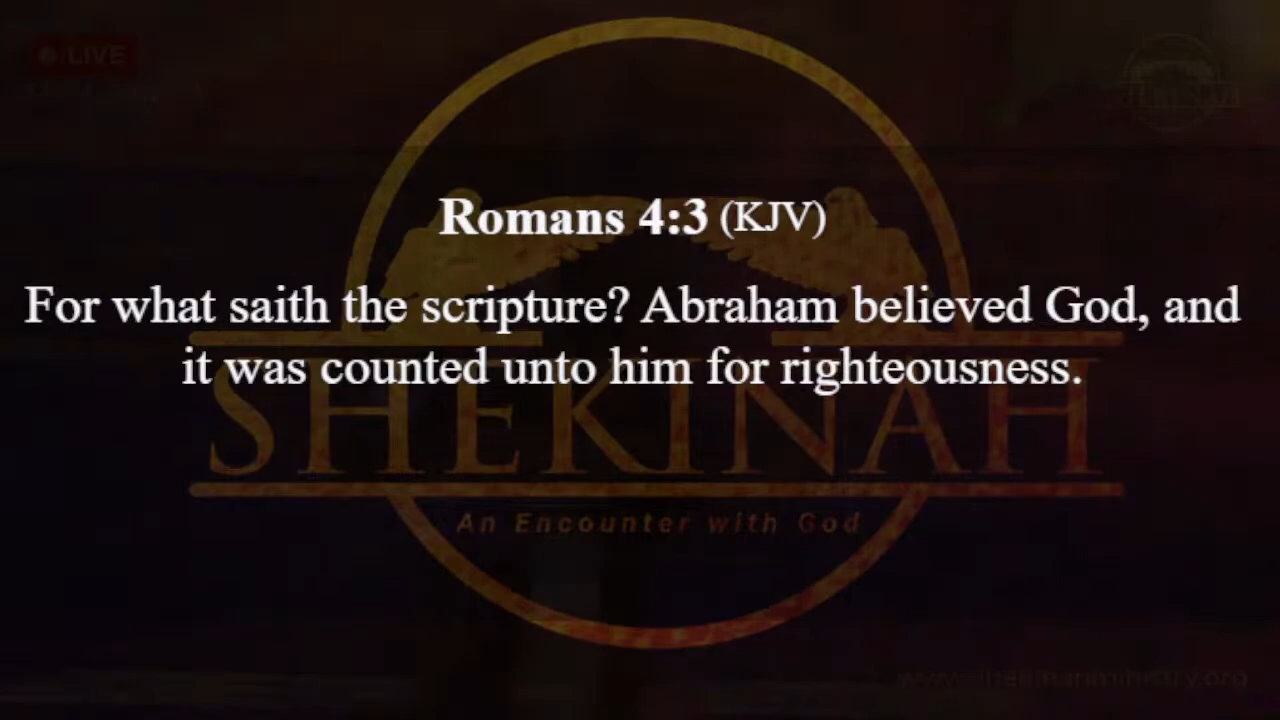 LIVE
Romans 4:3 (KJV)
For what saith the scripture? Abraham believed God, and
it was counted unto him for righteousness.
SHEKINAH
An Encounter with God